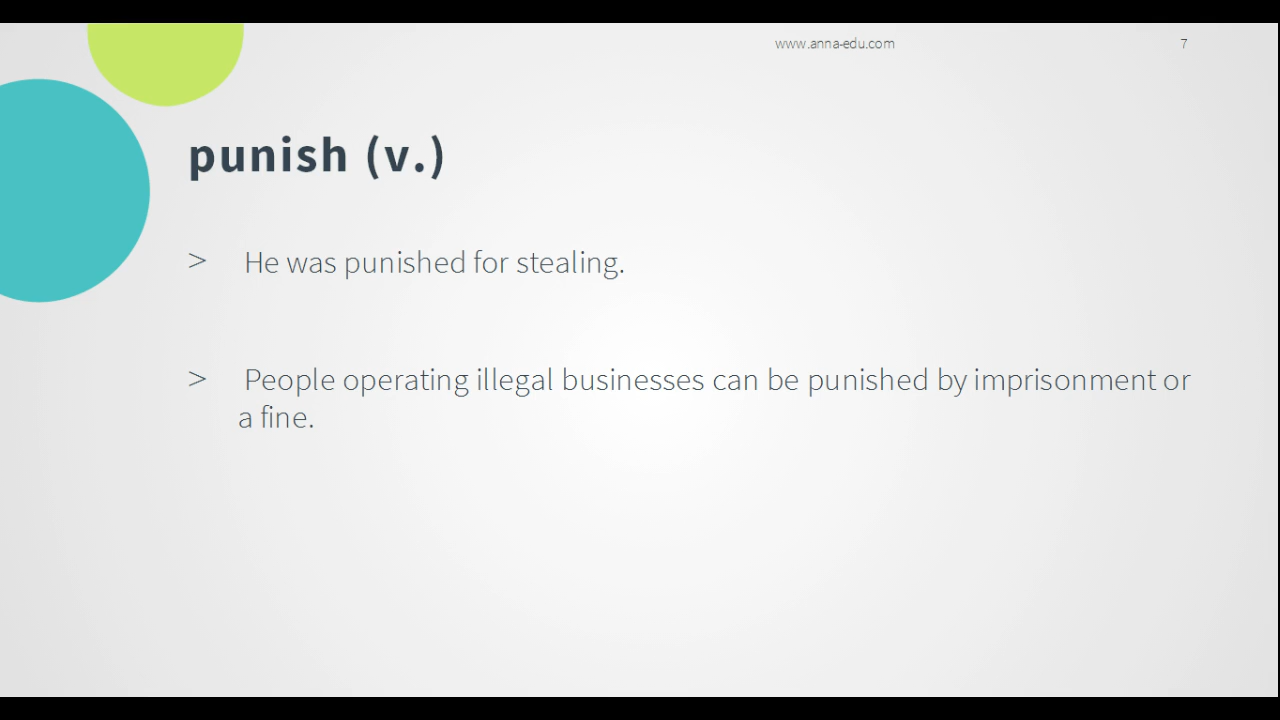 www.anna-edu.com 7
punish (v.)
> He was punished for stealing.
> People operating illegal businesses can be punished by imprisonment or
a fine.